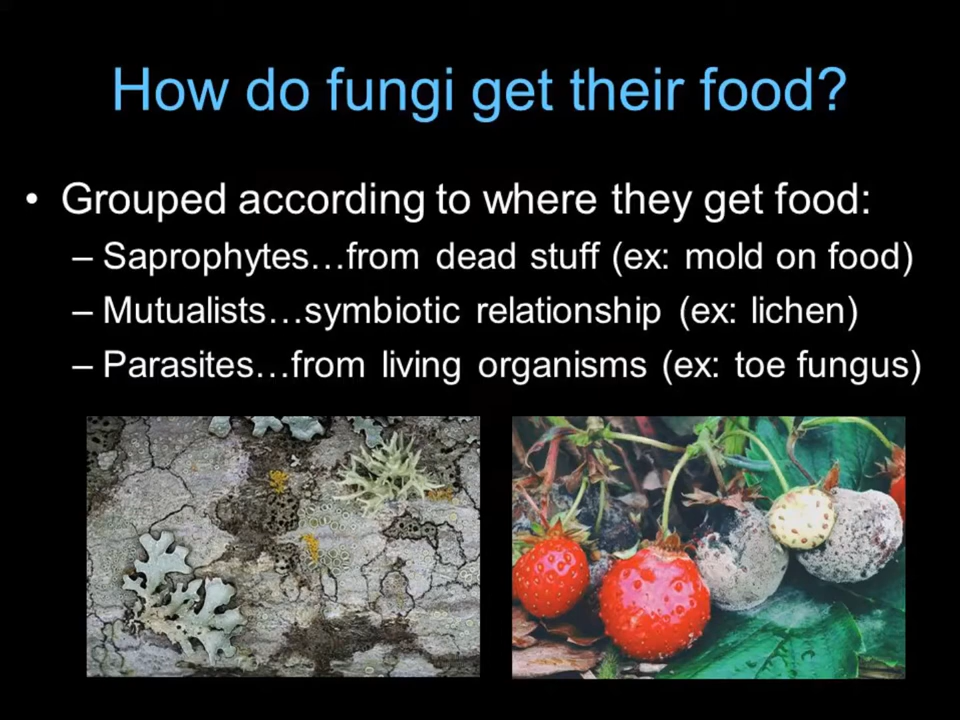 How do fungi get their food?
• Grouped according to where they get food:
– Saprophytes…from dead stuff (ex: mold on food)
– Mutualists…symbiotic relationship (ex: lichen)
– Parasites…from living organisms (ex: toe fungus)